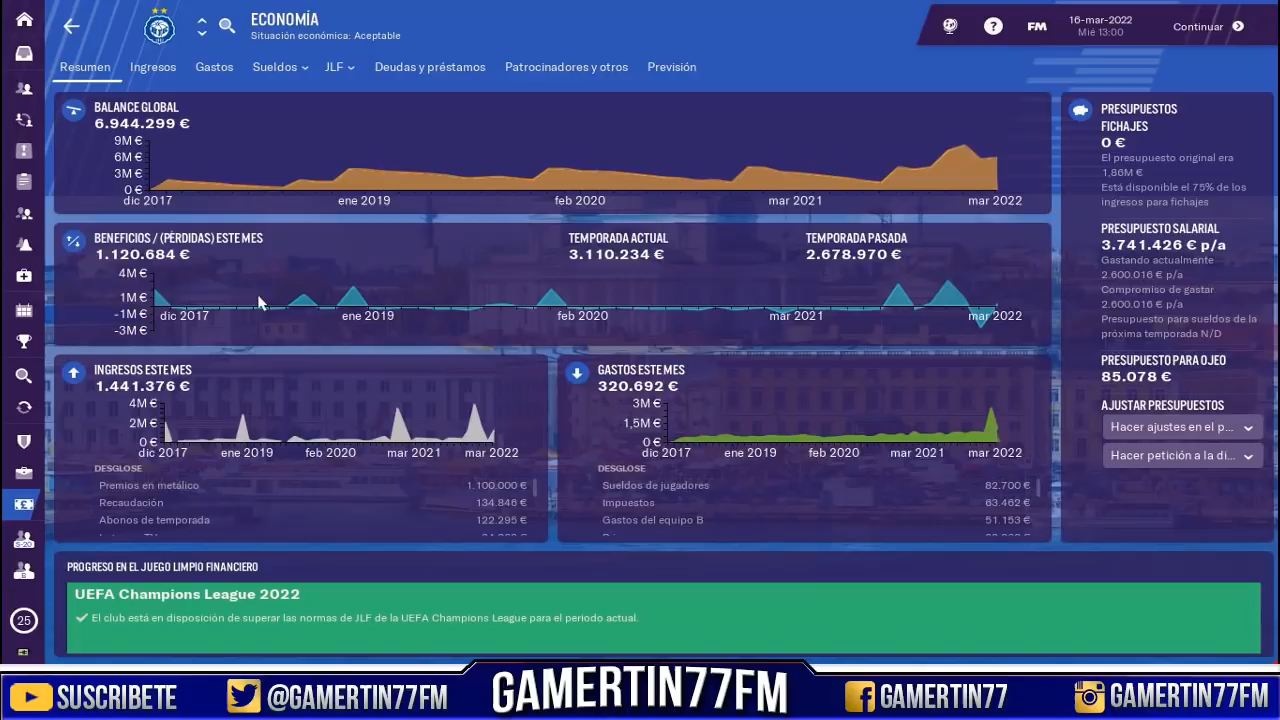 ECONOMÍA
Situación económica: Aceptable
FM
16-mar-2022
Mié 13:00
Continuar
Resumen
Ingresos
Gastos
Sueldos
JLF
Deudas y préstamos
Patrocinadores y otros
Previsión
BALANCE GLOBAL
6.944.299 €
9M €
6M €
3M €
0 €
dic 2017
ene 2019
feb 2020
mar 2021
mar 2022
BENEFICIOS / (PÉRDIDAS) ESTE MES
1.120.684 €
TEMPORADA ACTUAL
3.110.234 €
TEMPORADA PASADA
2.678.970 €
4M €
1M €
-1M €
-3M €
dic 2017
ene 2019
feb 2020
mar 2021
mar 2022
INGRESOS ESTE MES
1.441.376 €
4M €
2M €
0 €
dic 2017
ene 2019
feb 2020
mar 2021
mar 2022
DESGLOSE
Premios en metálico 1.100.000 €
Recaudación 134.846 €
Abonos de temporada 122.295 €
GASTOS ESTE MES
320.692 €
3M €
1,5M €
0 €
dic 2017
ene 2019
feb 2020
mar 2021
mar 2022
DESGLOSE
Sueldos de jugadores 82.700 €
Impuestos 63.462 €
Gastos del equipo B 51.153 €
PRESUPUESTOS
FICHAJES
0 €
El presupuesto original era
1,86M €
Está disponible el 75% de los
ingresos para fichajes
PRESUPUESTO SALARIAL
3.741.426 € p/a
Gastando actualmente
2.600.016 € p/a
Compromiso de gastar
2.600.016 € p/a
Presupuesto para sueldos de la
próxima temporada N/D
PRESUPUESTO PARA OJEO
85.078 €
AJUSTAR PRESUPUESTOS
Hacer ajustes en el p...
Hacer petición a la di...
PROGRESO EN EL JUEGO LIMPIO FINANCIERO
UEFA Champions League 2022
El club está en disposición de superar las normas de JLF de la UEFA Champions League para el periodo actual.
S-20
B
25
SUSCRIBETE
@GAMERTIN77FM
GAMERTIN77FM
GAMERTIN77
GAMERTIN77FM